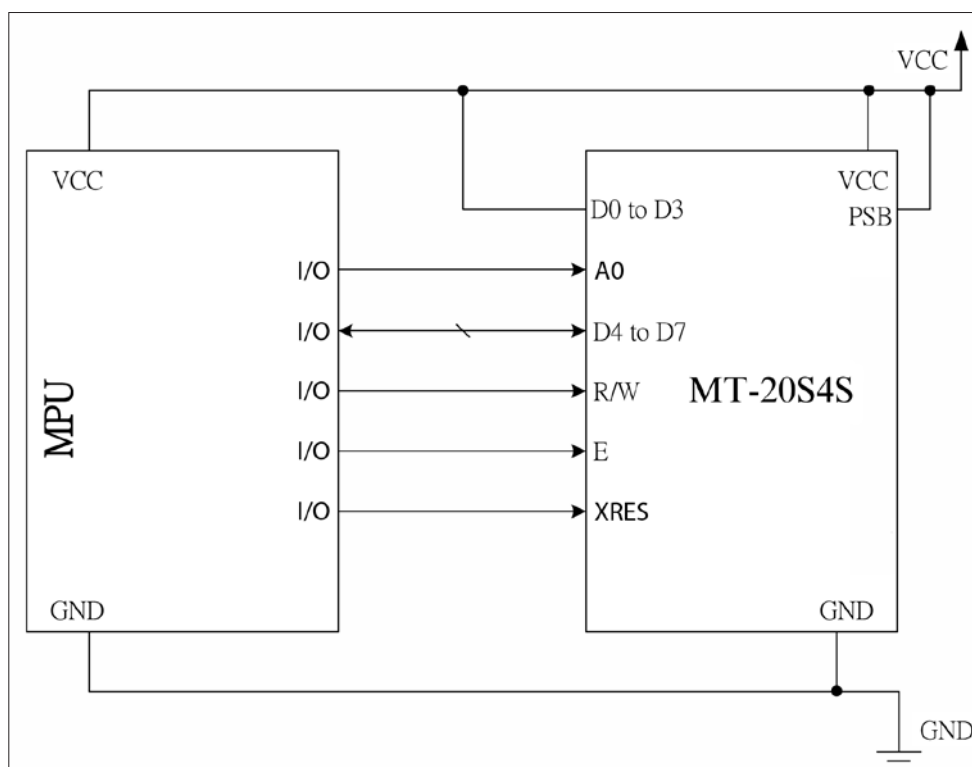 VCC
VCC
VCC
D0 to D3
PSB
I/O
A0
I/O
D4 to D7
I/O
R/W
MT-20S4S
MPU
I/O
E
I/O
XRES
GND
GND
GND